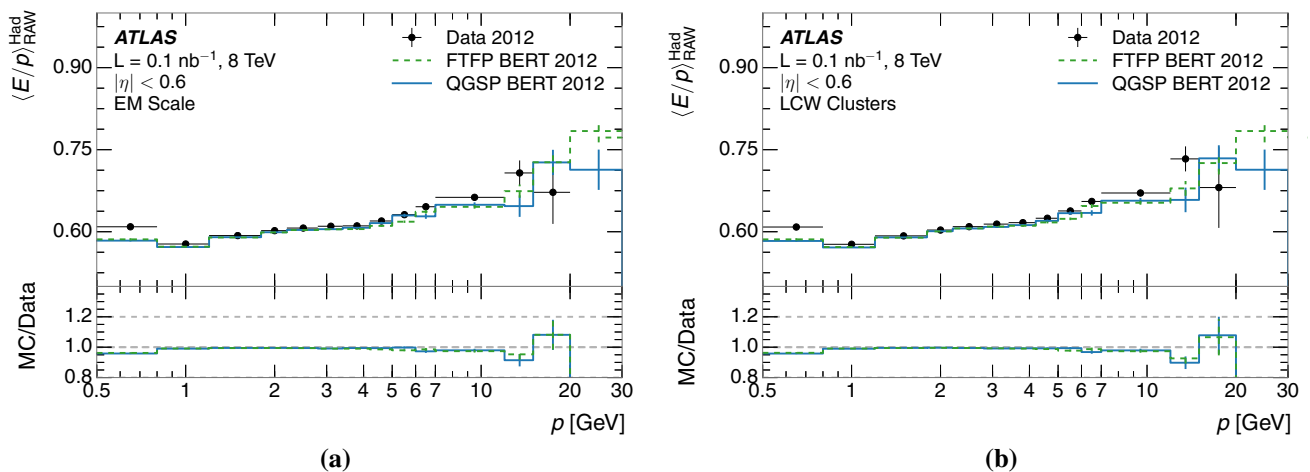 ⟨E/p⟩^Had_RAW
ATLAS
L = 0.1 nb⁻¹, 8 TeV
|η| < 0.6
EM Scale
Data 2012
FTFP BERT 2012
QGSP BERT 2012
0.90
0.75
0.60
MC/Data
1.2
1.0
0.8
0.5 1 2 3 4 5 6 7 10 20 30
p [GeV]
(a)
⟨E/p⟩^Had_RAW
ATLAS
L = 0.1 nb⁻¹, 8 TeV
|η| < 0.6
LCW Clusters
Data 2012
FTFP BERT 2012
QGSP BERT 2012
0.90
0.75
0.60
MC/Data
1.2
1.0
0.8
0.5 1 2 3 4 5 6 7 10 20 30
p [GeV]
(b)